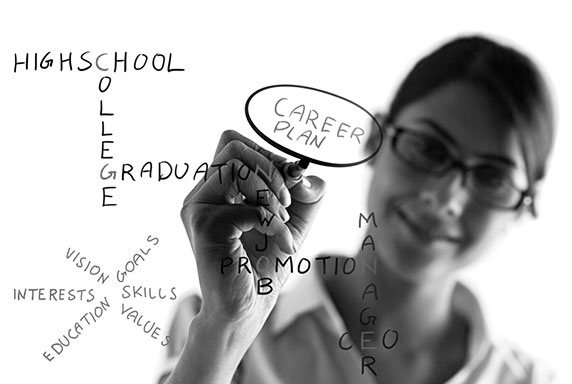 HIGHSCHOOL
COLLEGE
CAREER
PLAN
GRADUATION
NEW JOB
MANAGER
PROMOTION
CEO
VISION
GOALS
INTERESTS
SKILLS
EDUCATION
VALUES